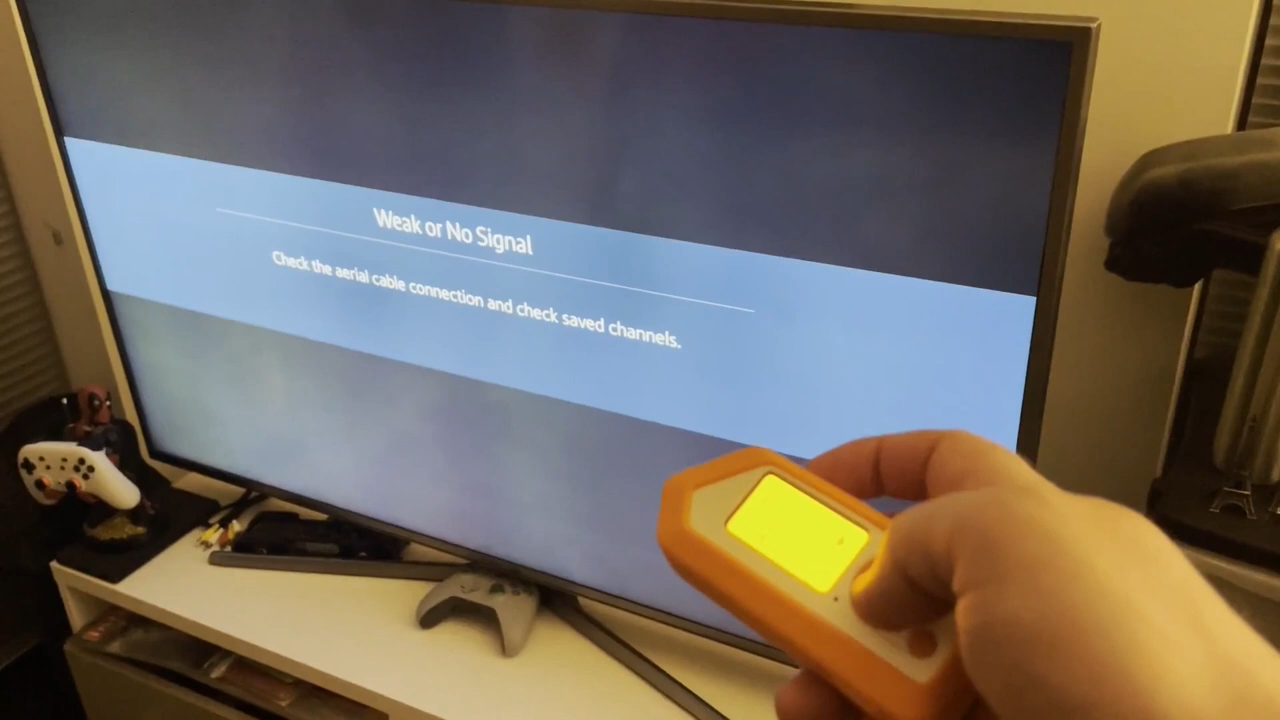 Weak or No Signal
Check the aerial cable connection and check saved channels.